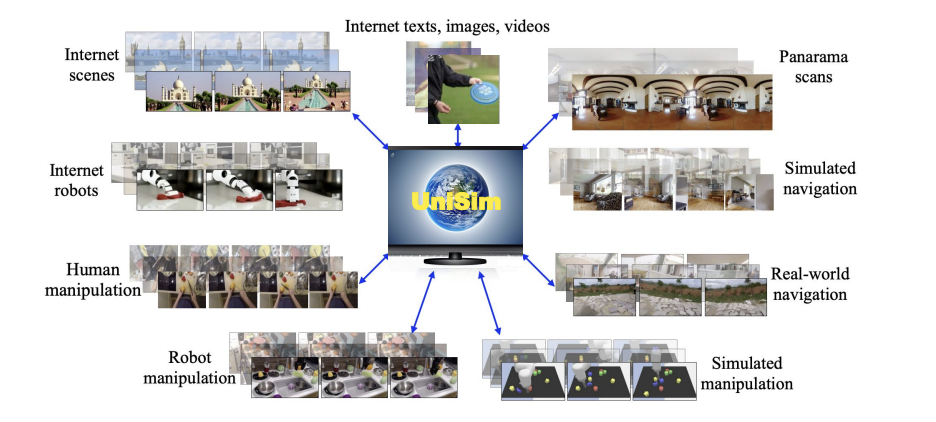 Internet texts, images, videos
Internet
scenes
Panarama
scans
Internet
robots
UniSim
Simulated
navigation
Human
manipulation
Real-world
navigation
Robot
manipulation
Simulated
manipulation